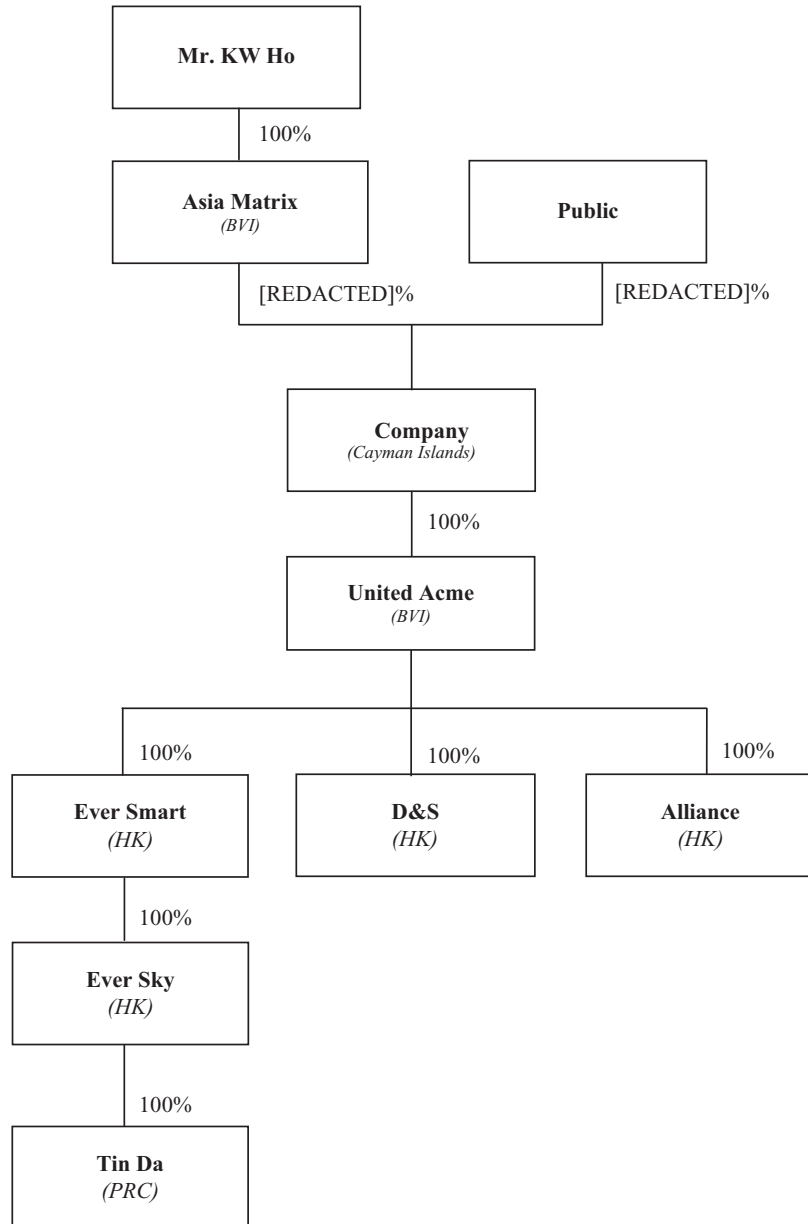 Mr. KW Ho
100%
Asia Matrix
(BVI)
Public
[REDACTED]%
[REDACTED]%
Company
(Cayman Islands)
100%
United Acme
(BVI)
100%
100%
100%
Ever Smart
(HK)
D&S
(HK)
Alliance
(HK)
100%
Ever Sky
(HK)
100%
Tin Da
(PRC)